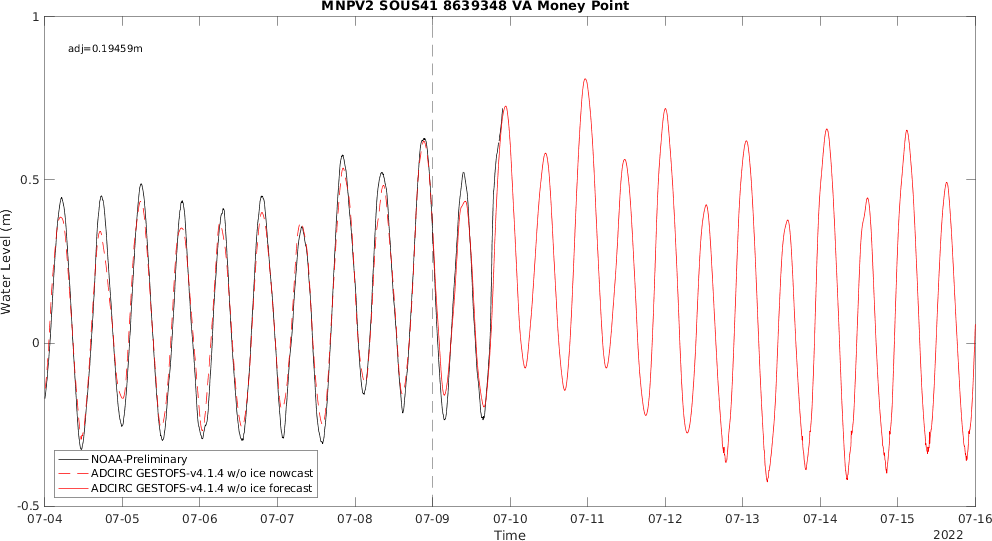 MNPV2 SOUS41 8639348 VA Money Point
1
adj=0.19459m
0.5
Water Level (m)
0
NOAA-Preliminary
ADCIRC GESTOFS-v4.1.4 w/o ice nowcast
ADCIRC GESTOFS-v4.1.4 w/o ice forecast
-0.5
07-04 07-05 07-06 07-07 07-08 07-09 07-10 07-11 07-12 07-13 07-14 07-15 07-16
Time
2022